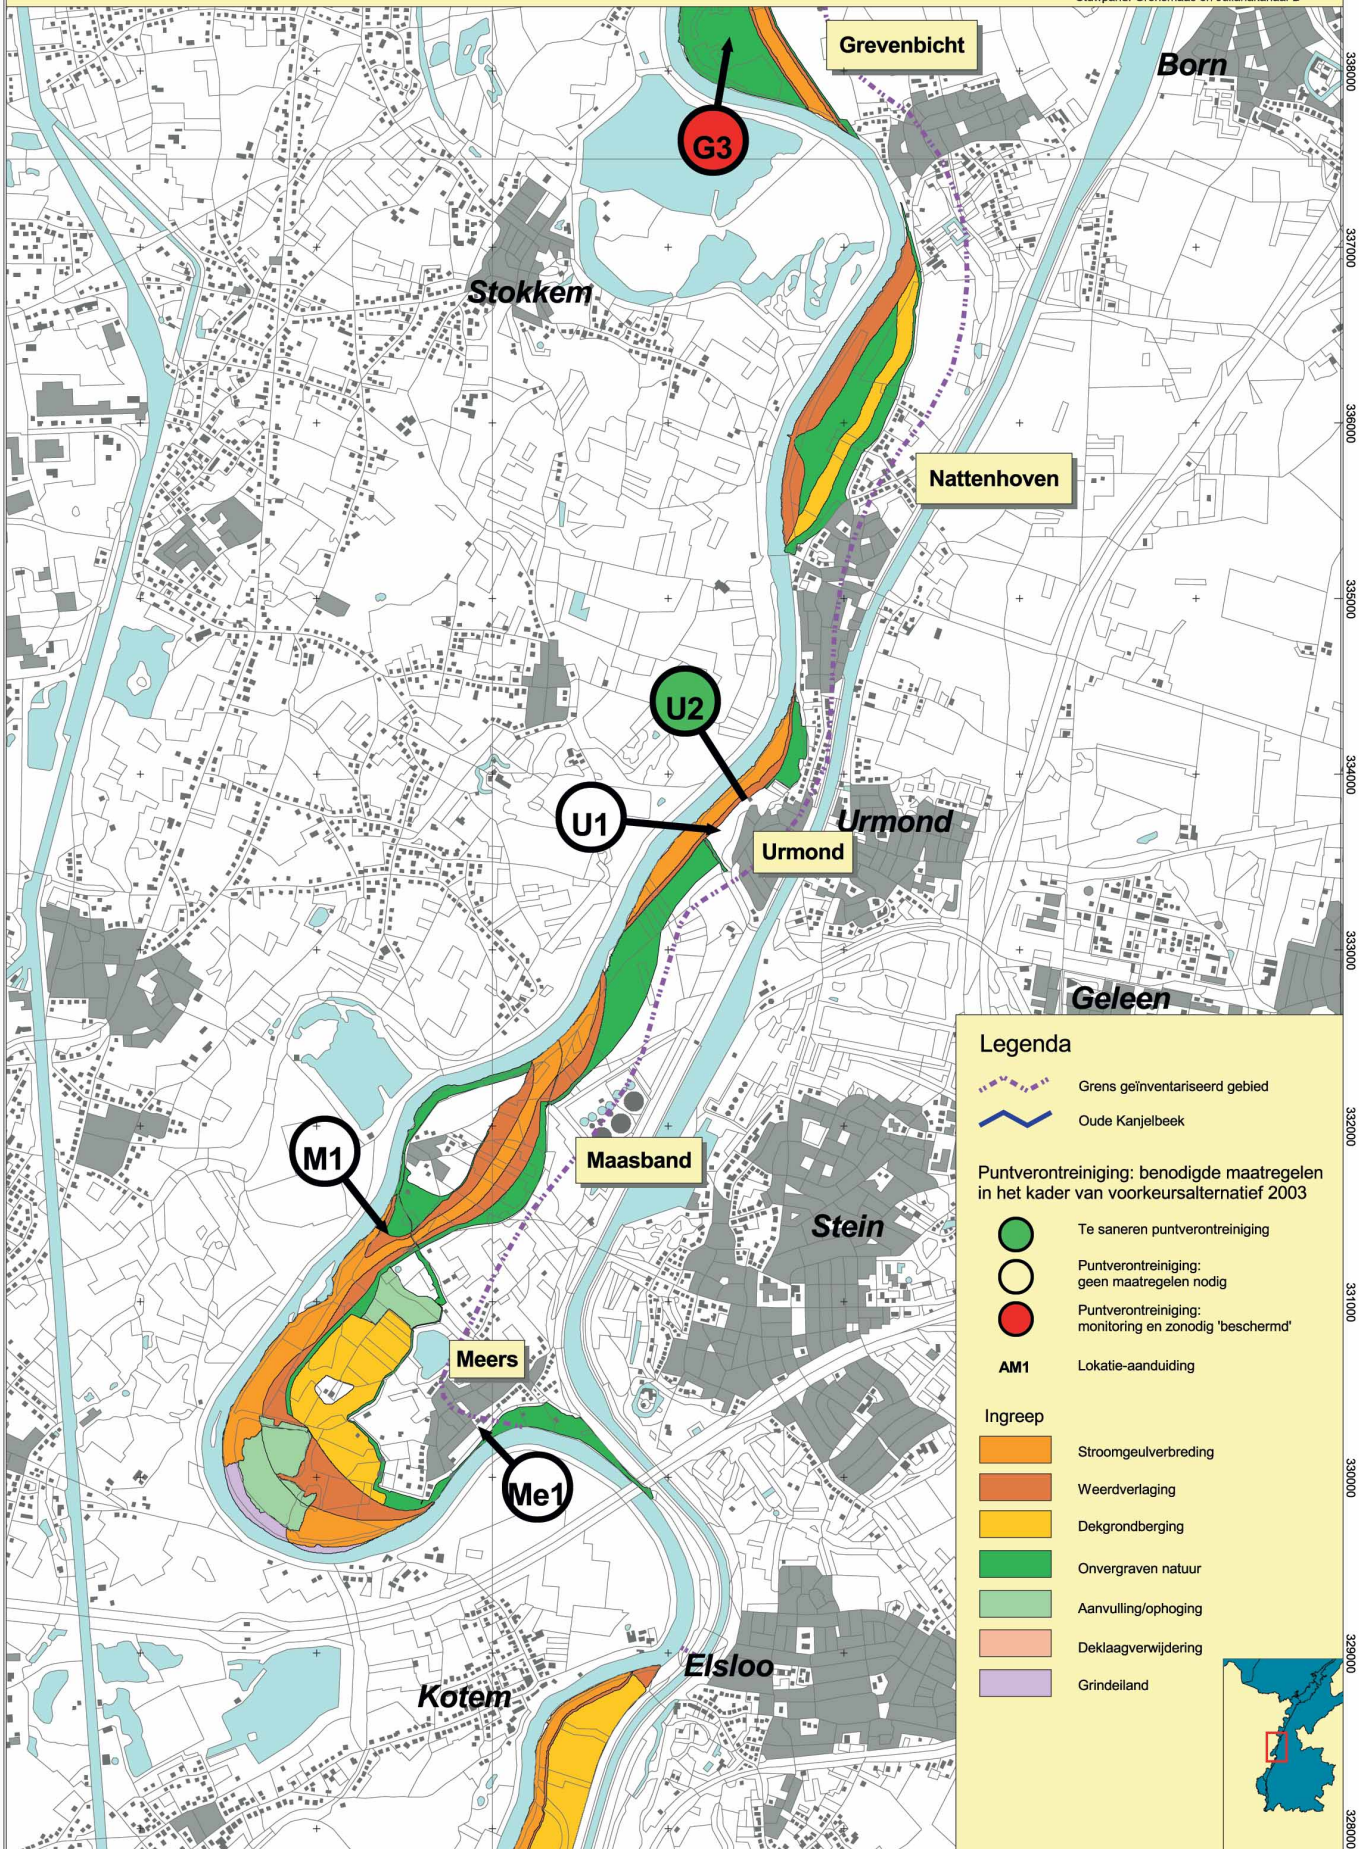 Grevenbicht
Born
G3
Stokkem
Nattenhoven
U2
U1
Urmond
Urmond
Geleen
M1
Maasband
Stein
Meers
Me1
Elsloo
Kotem
338000
337000
336000
335000
334000
333000
332000
331000
330000
329000
328000
Legenda
Grens geïnventariseerd gebied
Oude Kanjelbeek
Puntverontreiniging: benodigde maatregelen
in het kader van voorkeursalternatief 2003
Te saneren puntverontreiniging
Puntverontreiniging:
geen maatregelen nodig
Puntverontreiniging:
monitoring en zonodig 'beschermd'
AM1 Lokatie-aanduiding
Ingreep
Stroomgeulverbreding
Weerdverlaging
Dekgrondberging
Onvergraven natuur
Aanvulling/ophoging
Deklaagverwijdering
Grindeiland